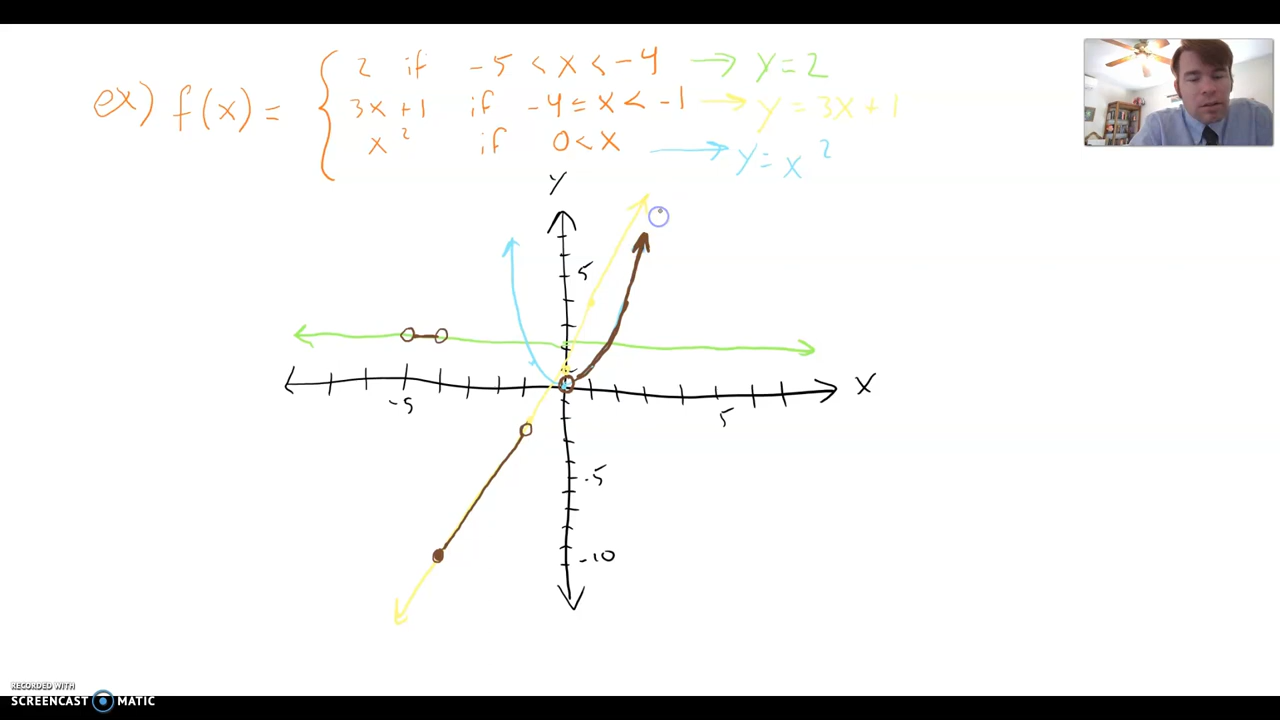 ex) f(x) = { 2 if -5 < x < -4 → y = 2
3x + 1 if -4 ≤ x < -1 → y = 3x + 1
x² if 0 < x → y = x²
y
5
-5
5
x
-5
-10
RECORDED WITH
SCREENCAST MATIC